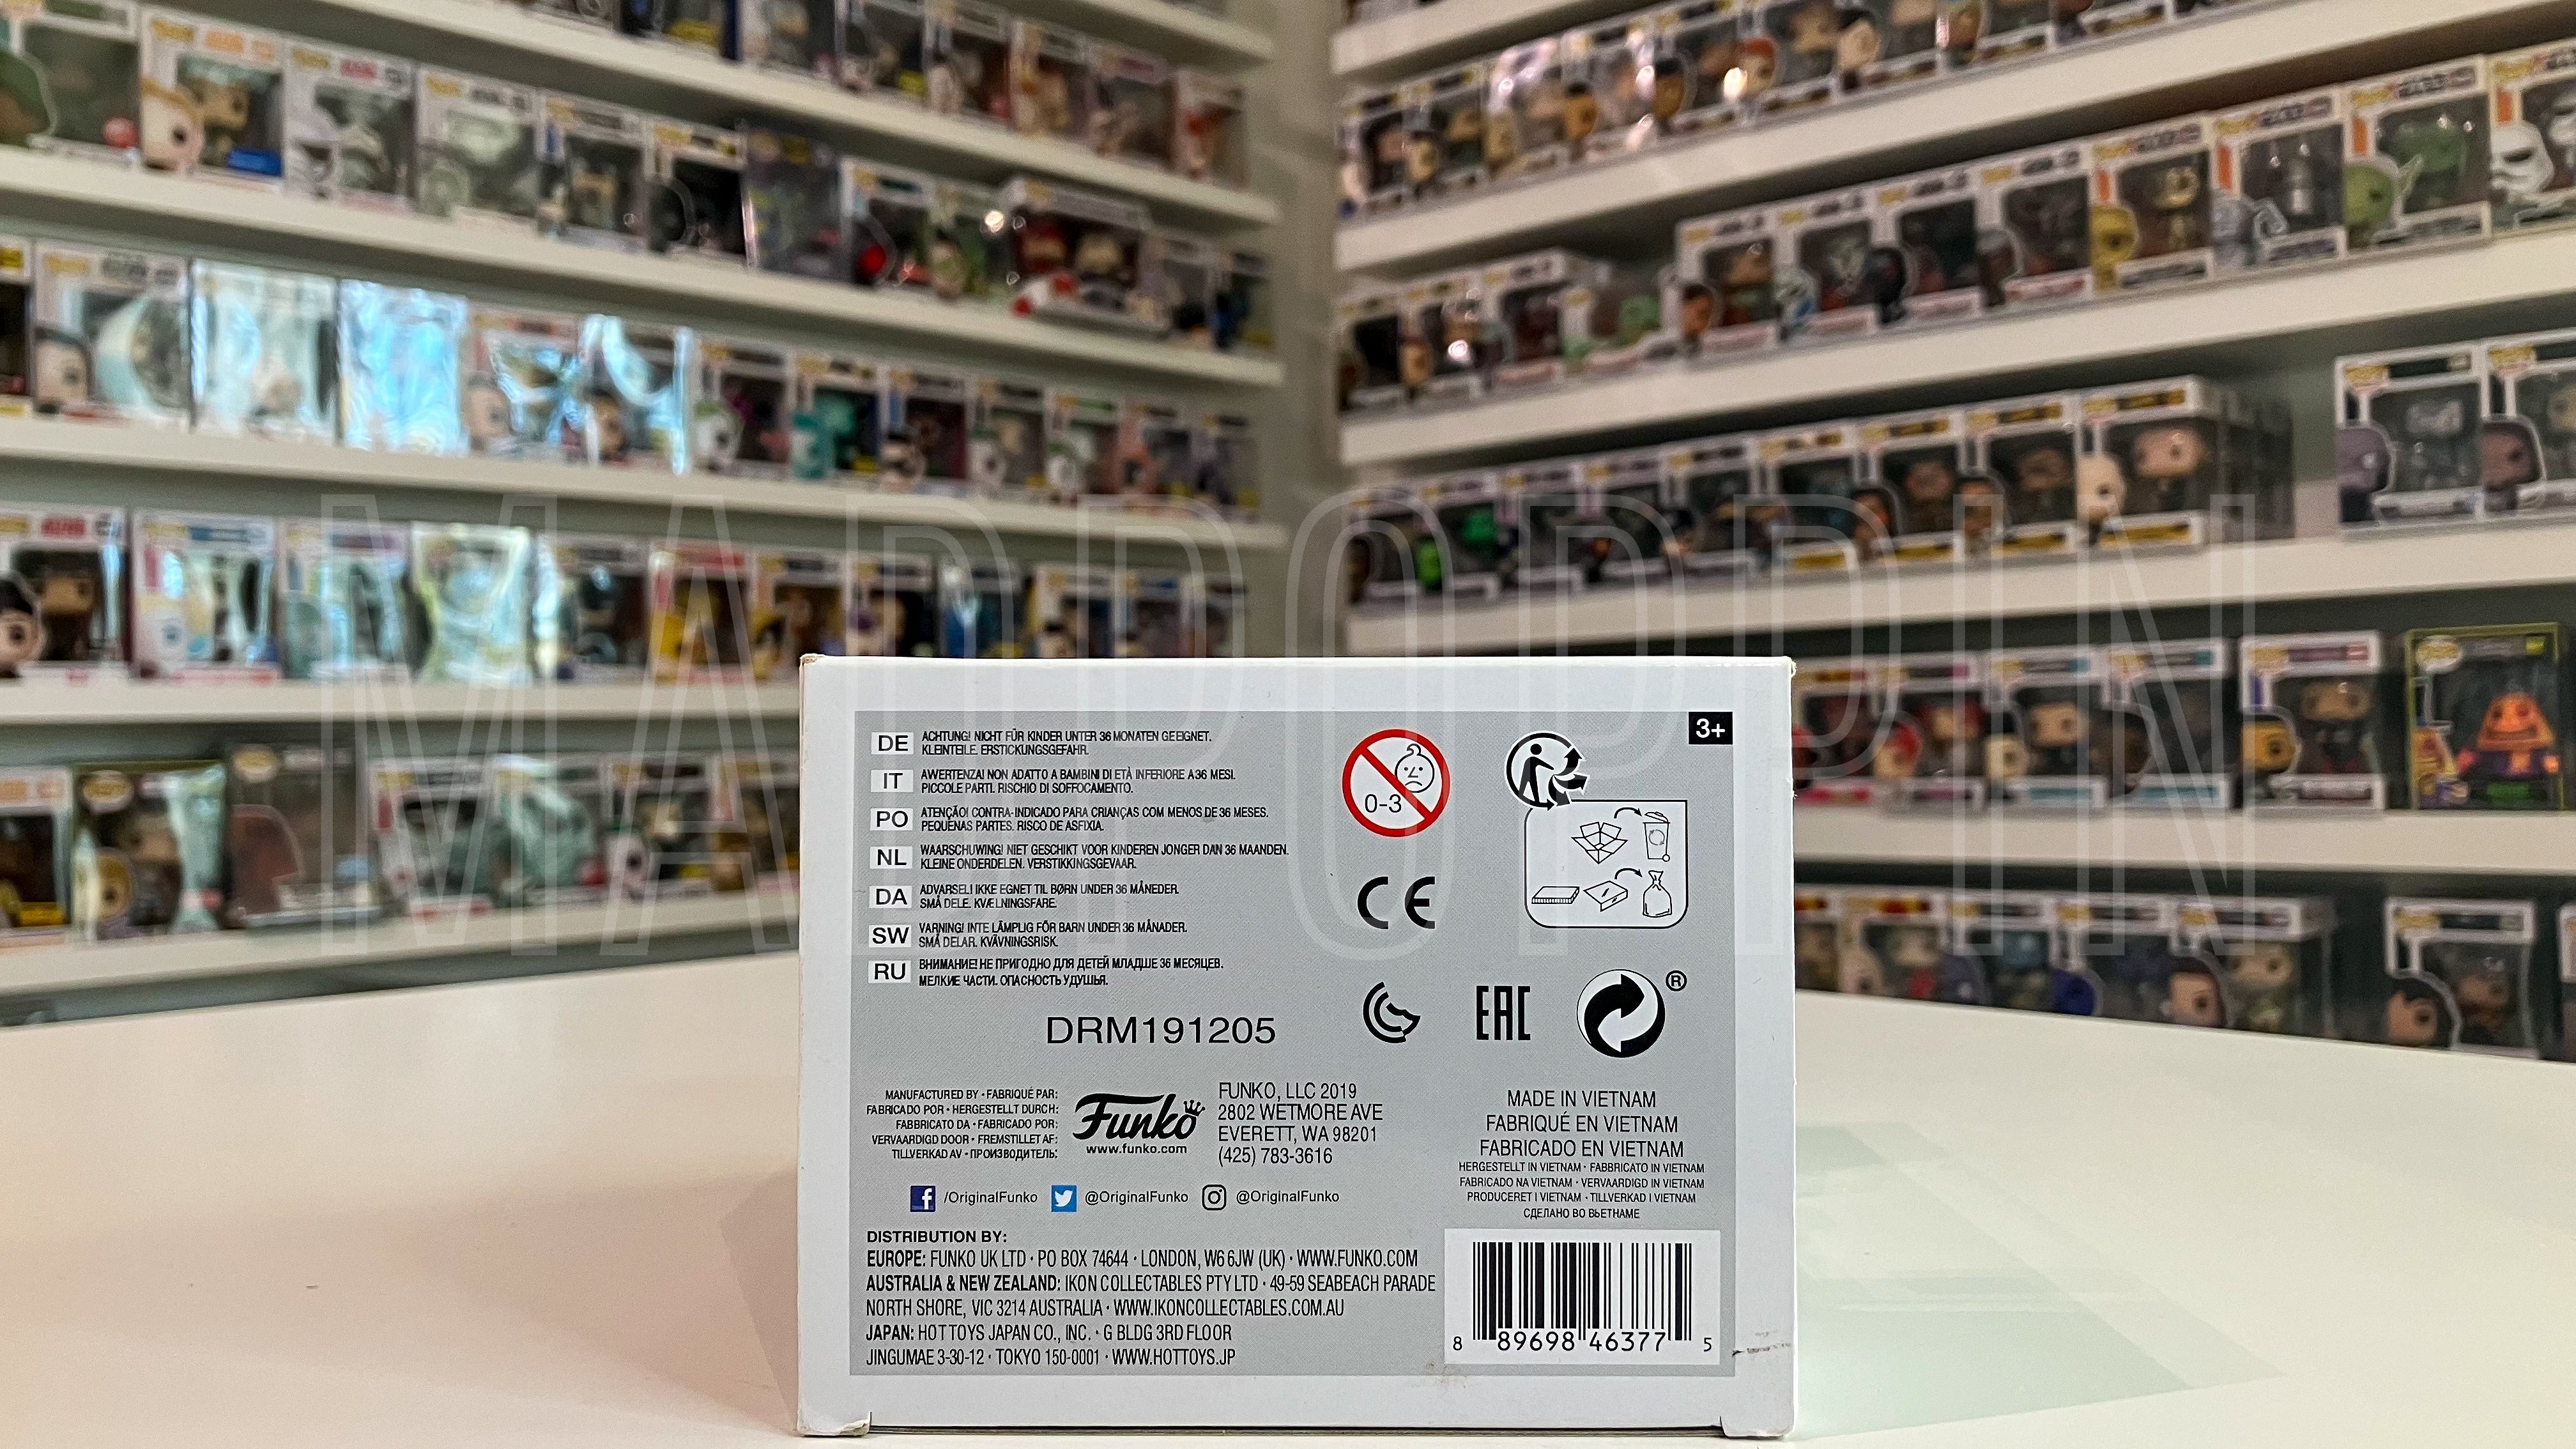 MADPOPPIN
3+
DE ACHTUNG! NICHT FÜR KINDER UNTER 36 MONATEN GEEIGNET.
KLEINTEILE. ERSTICKUNGSGEFAHR.
IT AWERTENZA! NON ADATTO A BAMBINI DI ETÀ INFERIORE A 36 MESI.
PICCOLE PARTI. RISCHIO DI SOFFOCAMENTO.
PO ATENÇÃO! CONTRA-INDICADO PARA CRIANÇAS COM MENOS DE 36 MESES.
PEQUENAS PARTES. RISCO DE ASFIXIA.
NL WAARSCHUWING! NIET GESCHIKT VOOR KINDEREN JONGER DAN 36 MAANDEN.
KLEINE ONDERDELEN. VERSTIKKINGSGEVAAR.
DA ADVARSEL! IKKE EGNET TIL BØRN UNDER 36 MÅNEDER.
SMÅ DELE. KVÆLNINGSFARE.
SW VARNING! INTE LÄMPLIG FÖR BARN UNDER 36 MÅNADER.
SMÅ DELAR. KVÄVNINGSRISK.
RU ВНИМАНИЕ! НЕ ПРИГОДНО ДЛЯ ДЕТЕЙ МЛАДШЕ 36 МЕСЯЦЕВ.
МЕЛКИЕ ЧАСТИ. ОПАСНОСТЬ УДУШЬЯ.
0-3
CE
EAC
®
DRM191205
MANUFACTURED BY • FABRIQUÉ PAR:
FABRICADO POR • HERGESTELLT DURCH:
FABBRICATO DA • FABRICADO POR:
VERVAARDIGD DOOR • FREMSTILLET AF:
TILLVERKAD AV • ПРОИЗВОДИТЕЛЬ:
Funko
www.funko.com
FUNKO, LLC 2019
2802 WETMORE AVE
EVERETT, WA 98201
(425) 783-3616
MADE IN VIETNAM
FABRIQUÉ EN VIETNAM
FABRICADO EN VIETNAM
HERGESTELLT IN VIETNAM • FABBRICATO IN VIETNAM
FABRICADO NA VIETNAM • VERVAARDIGD IN VIETNAM
PRODUCERET I VIETNAM • TILLVERKAD I VIETNAM
СДЕЛАНО ВО ВЬЕТНАМЕ
/OriginalFunko @OriginalFunko @OriginalFunko
DISTRIBUTION BY:
EUROPE: FUNKO UK LTD • PO BOX 74644 • LONDON, W6 6JW (UK) • WWW.FUNKO.COM
AUSTRALIA & NEW ZEALAND: IKON COLLECTABLES PTY LTD • 49-59 SEABEACH PARADE
NORTH SHORE, VIC 3214 AUSTRALIA • WWW.IKONCOLLECTABLES.COM.AU
JAPAN: HOT TOYS JAPAN CO., INC. • G BLDG 3RD FLOOR
JINGUMAE 3-30-12 • TOKYO 150-0001 • WWW.HOTTOYS.JP
8 89698 46377 5